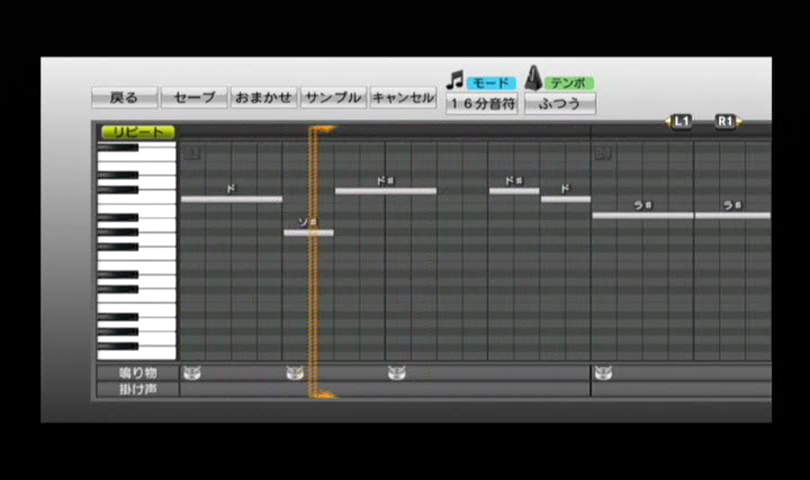 モード テンポ
戻る セーブ おまかせ サンプル キャンセル １６分音符 ふつう
L1 R1
リピート
ド# ド#
ド ド
ラ# ラ#
ソ#
鳴り物
掛け声